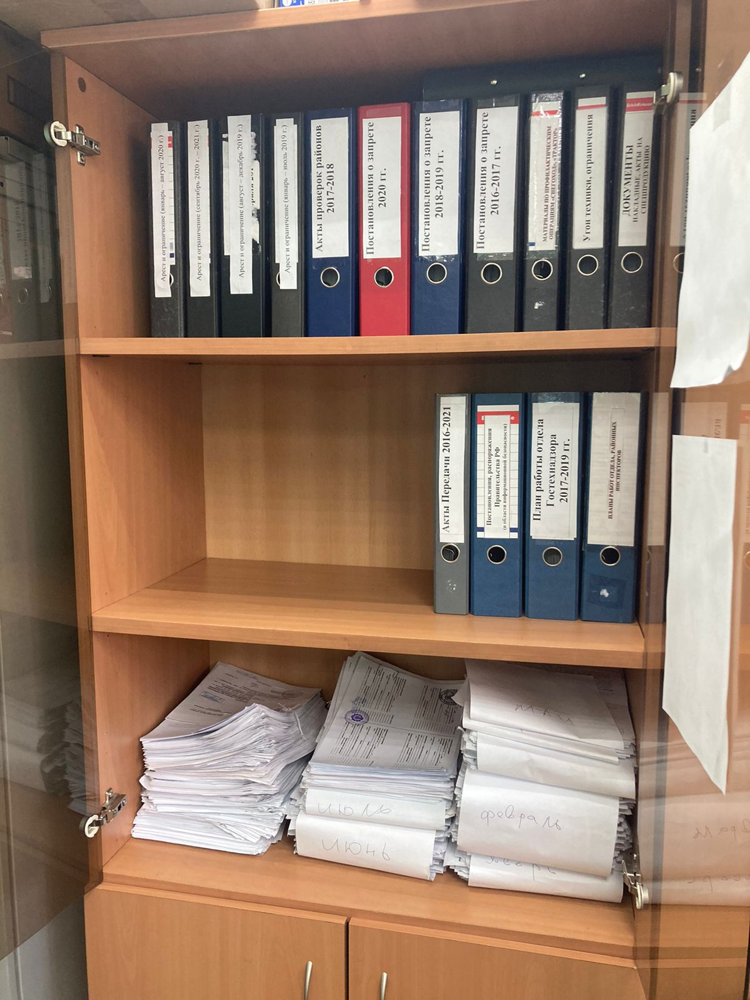 Арест и ограничение (январь – август 2020 г.)
Арест и ограничение (сентябрь 2020 г. – 2021 г.)
Арест и ограничение (август – декабрь 2019 г.)
Арест и ограничение (январь – июль 2019 г.)
Акты проверок районов
2017-2018
Постановления о запрете
2020 гг.
Постановления о запрете
2018-2019 гг.
Постановления о запрете
2016-2017 гг.
МАТЕРИАЛЫ ПО ПРОФИЛАКТИЧЕСКИМ
ОПЕРАЦИЯМ «СНЕГОХОД», «ТРАКТОР»
Угон техники, ограничения
ErichKrause
ДОКУМЕНТЫ
НАКЛАДНЫЕ, АКТЫ НА
СПЕЦПРОДУКЦИЮ
Акты Передачи 2016-2021
Постановления, распоряжения
Правительства РФ
(в области информационной безопасности)
План работы отдела
Гостехнадзора
2017-2019 гг.
ПЛАНЫ РАБОТ ОТДЕЛА, РАЙОННЫХ
ИНСПЕКТОРОВ
май
июль
июнь
февраль
январь